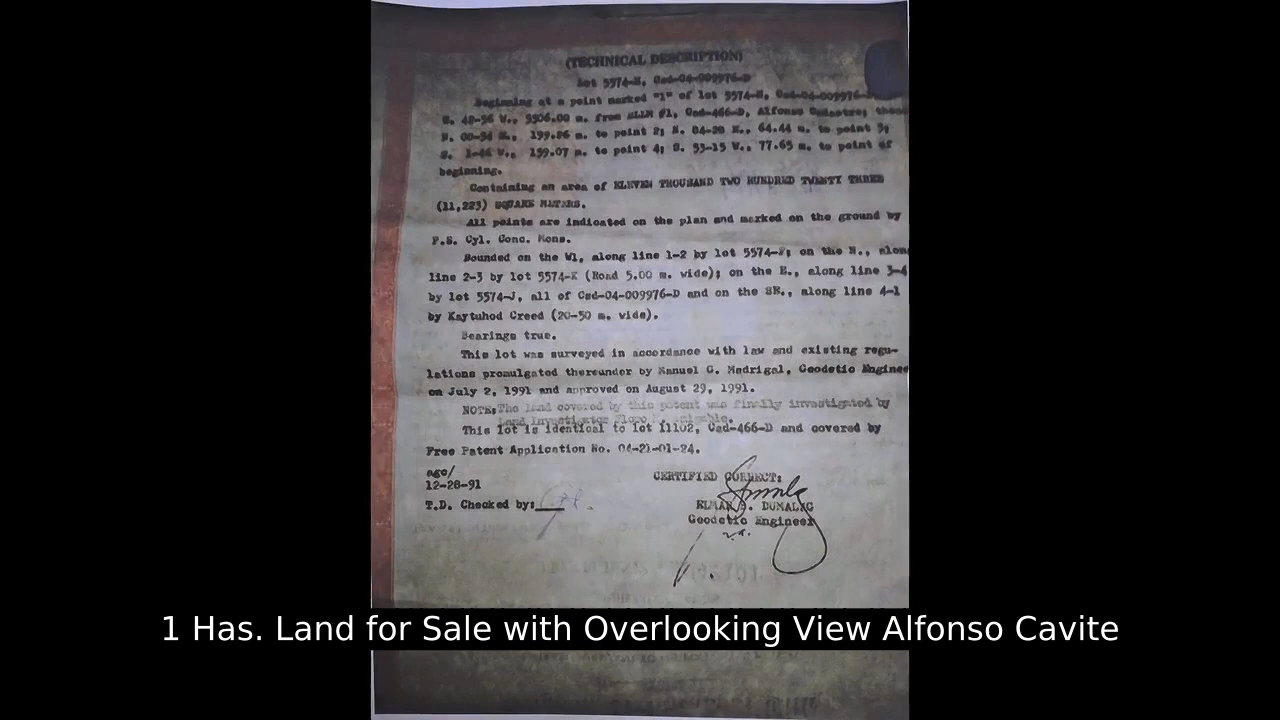 (TECHNICAL DESCRIPTION)
Lot 5574-H, Csd-04-009976-D
Beginning at a point marked "1" of lot 5574-H, Csd-04-009976-
48-56 W., 5506.00 m. from BLLM #1, Cad-466-D, Alfonso Cadastre; thenc
N. 00-54 199.86 m. to point 2; N. 84-20 E., 64.44 m. to point 3;
S. 1-44 W., 159.07 m. to point 4; S. 53-15 W., 77.65 m. to point of
beginning.
Containing an area of ELEVEN THOUSAND TWO HUNDRED TWENTY THREE
(11,223) SQUARE METERS.
All points are indicated on the plan and marked on the ground by
P.S. Cyl. Conc. Mons.
Bounded on the W1, along line 1-2 by lot 5574-F; on the N., along
line 2-3 by lot 5574-K (Road 5.00 m. wide); on the E., along line 3-4
by lot 5574-J, all of Csd-04-009976-D and on the SE., along line 4-1
by Kaytuhod Creed (20-50 m. wide).
Bearings true.
This lot was surveyed in accordance with law and existing regu-
lations promulgated thereunder by Manuel G. Madrigal, Geodetic Enginee
on July 2, 1991 and approved on August 29, 1991.
NOTE: The land covered by this patent was finally investigated by
Land Investigator
This lot is identical to lot 11102, Cad-466-D and covered by
Free Patent Application No. 04-21-01-24.
ago/
12-28-91
CERTIFIED CORRECT:
T.D. Checked by:
ELMAR S. DUMALAG
Geodetic Engineer
1 Has. Land for Sale with Overlooking View Alfonso Cavite